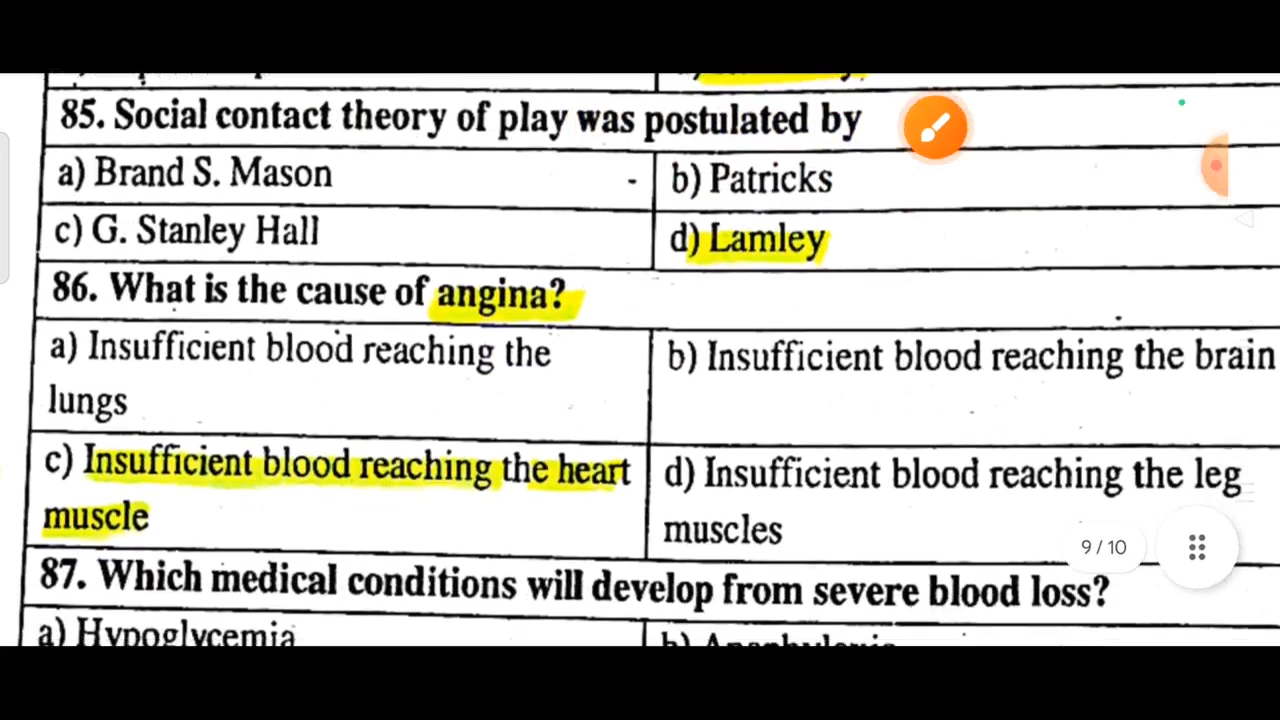 85. Social contact theory of play was postulated by
a) Brand S. Mason
b) Patricks
c) G. Stanley Hall
d) Lamley
86. What is the cause of angina?
a) Insufficient blood reaching the
lungs
b) Insufficient blood reaching the brain
c) Insufficient blood reaching the heart
muscle
d) Insufficient blood reaching the leg
muscles
9 / 10
87. Which medical conditions will develop from severe blood loss?
a) Hypoglycemia
b) Anaphylaxis